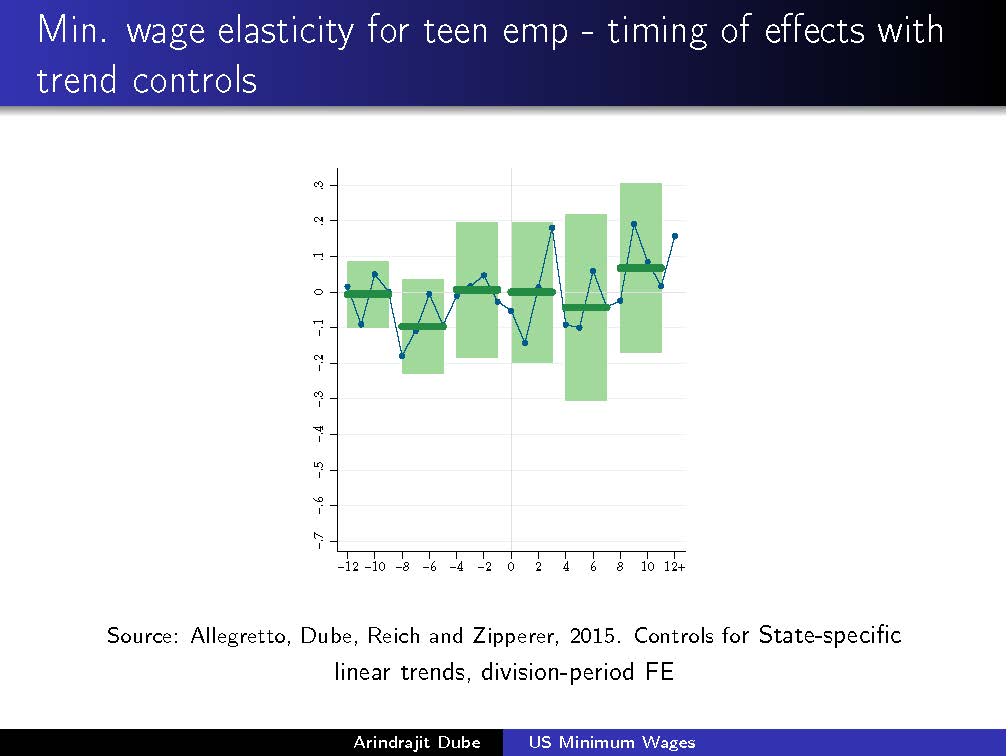 Min. wage elasticity for teen emp - timing of effects with
trend controls
.3
.2
.1
0
-.1
-.2
-.3
-.4
-.5
-.6
-.7
-12 -10 -8 -6 -4 -2 0 2 4 6 8 10 12+
Source: Allegretto, Dube, Reich and Zipperer, 2015. Controls for State-specific
linear trends, division-period FE
Arindrajit Dube US Minimum Wages